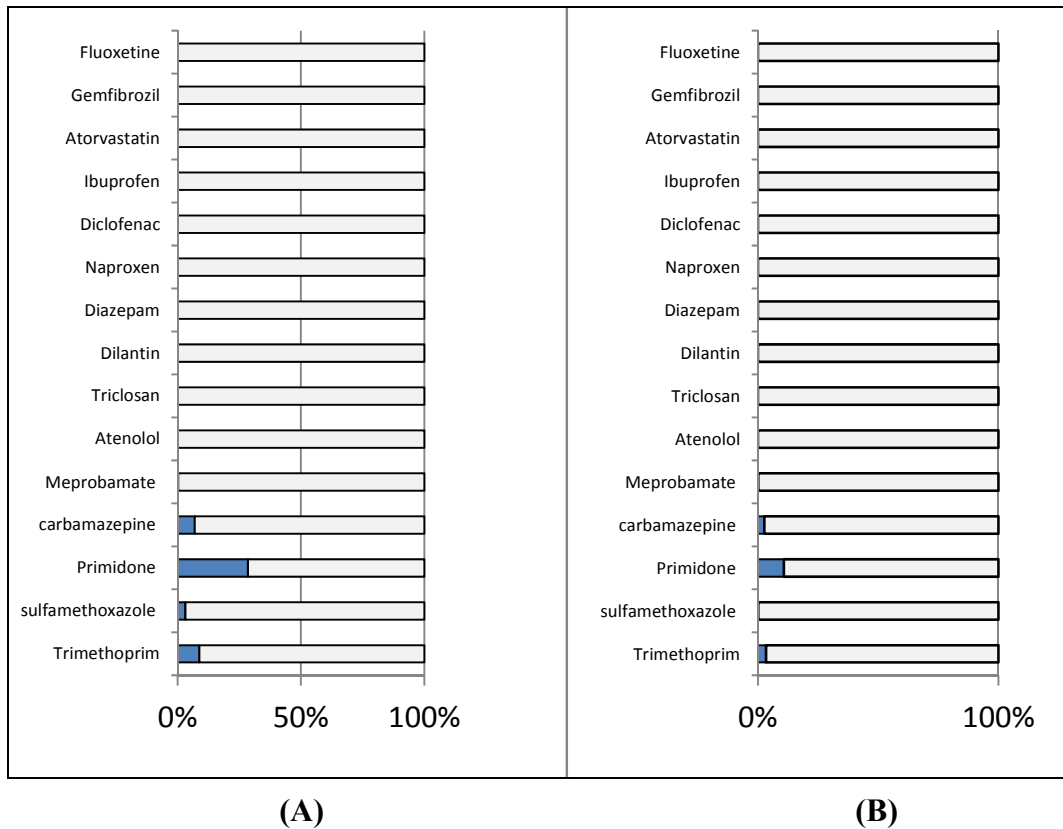 Fluoxetine
Gemfibrozil
Atorvastatin
Ibuprofen
Diclofenac
Naproxen
Diazepam
Dilantin
Triclosan
Atenolol
Meprobamate
carbamazepine
Primidone
sulfamethoxazole
Trimethoprim
0% 50% 100%
(A)
Fluoxetine
Gemfibrozil
Atorvastatin
Ibuprofen
Diclofenac
Naproxen
Diazepam
Dilantin
Triclosan
Atenolol
Meprobamate
carbamazepine
Primidone
sulfamethoxazole
Trimethoprim
0% 100%
(B)